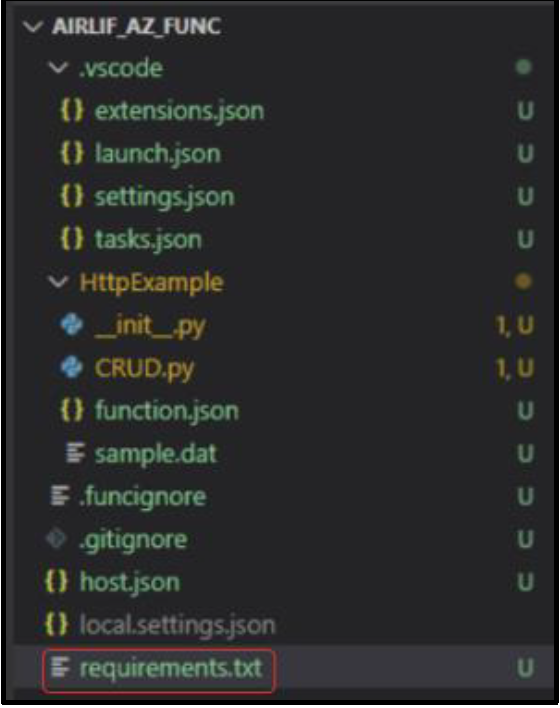 AIRLIF_AZ_FUNC
.vscode
{} extensions.json U
{} launch.json U
{} settings.json U
{} tasks.json U
HttpExample
__init__.py 1, U
CRUD.py 1, U
{} function.json U
sample.dat U
.funcignore U
.gitignore U
{} host.json U
{} local.settings.json
requirements.txt U